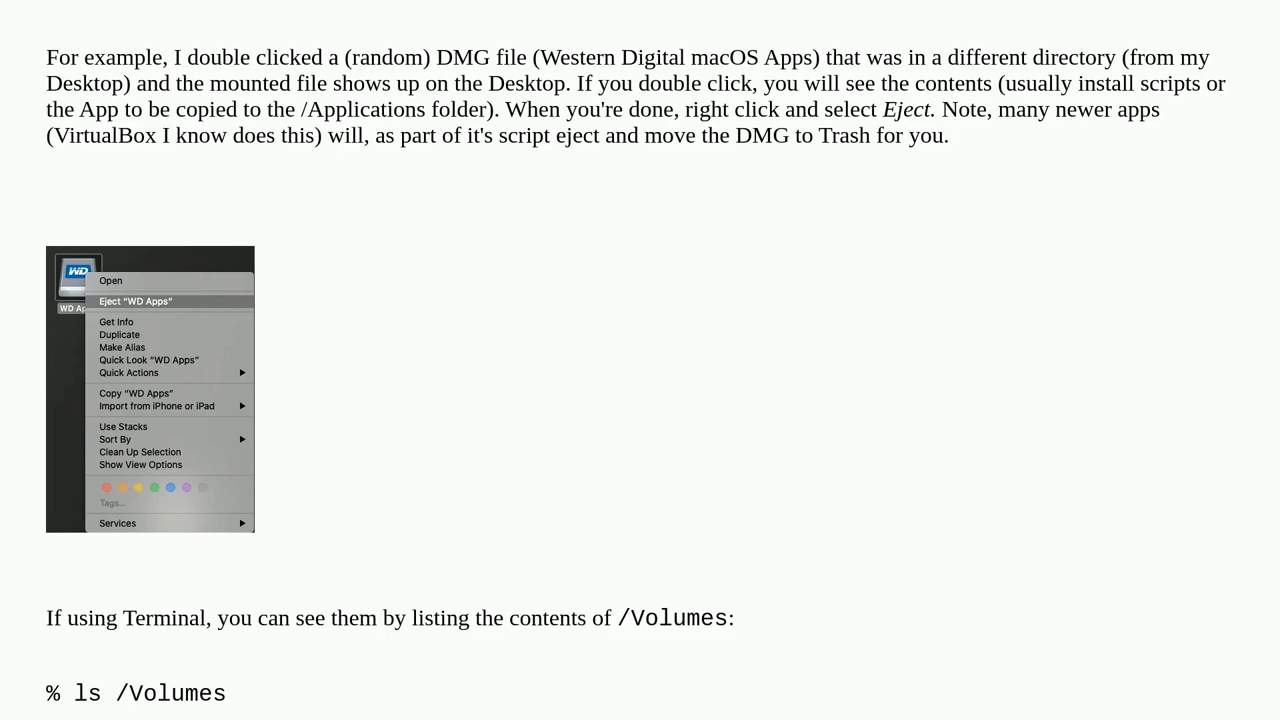 For example, I double clicked a (random) DMG file (Western Digital macOS Apps) that was in a different directory (from my
Desktop) and the mounted file shows up on the Desktop. If you double click, you will see the contents (usually install scripts or
the App to be copied to the /Applications folder). When you're done, right click and select Eject. Note, many newer apps
(VirtualBox I know does this) will, as part of it's script eject and move the DMG to Trash for you.
WD
WD Ap
Open
Eject “WD Apps”
Get Info
Duplicate
Make Alias
Quick Look “WD Apps”
Quick Actions
Copy “WD Apps”
Import from iPhone or iPad
Use Stacks
Sort By
Clean Up Selection
Show View Options
Tags...
Services
If using Terminal, you can see them by listing the contents of /Volumes:
% ls /Volumes